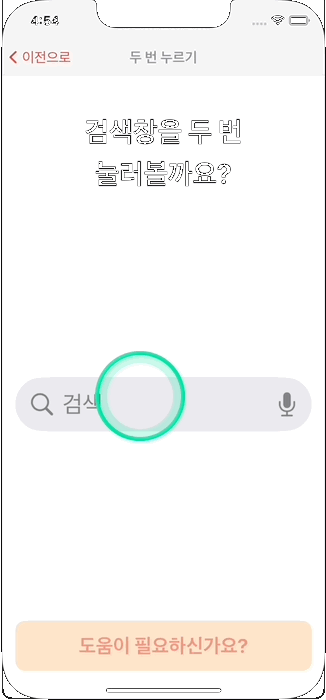 4:54
이전으로
두 번 누르기
검색창을 두 번
눌러볼까요?
검색
도움이 필요하신가요?